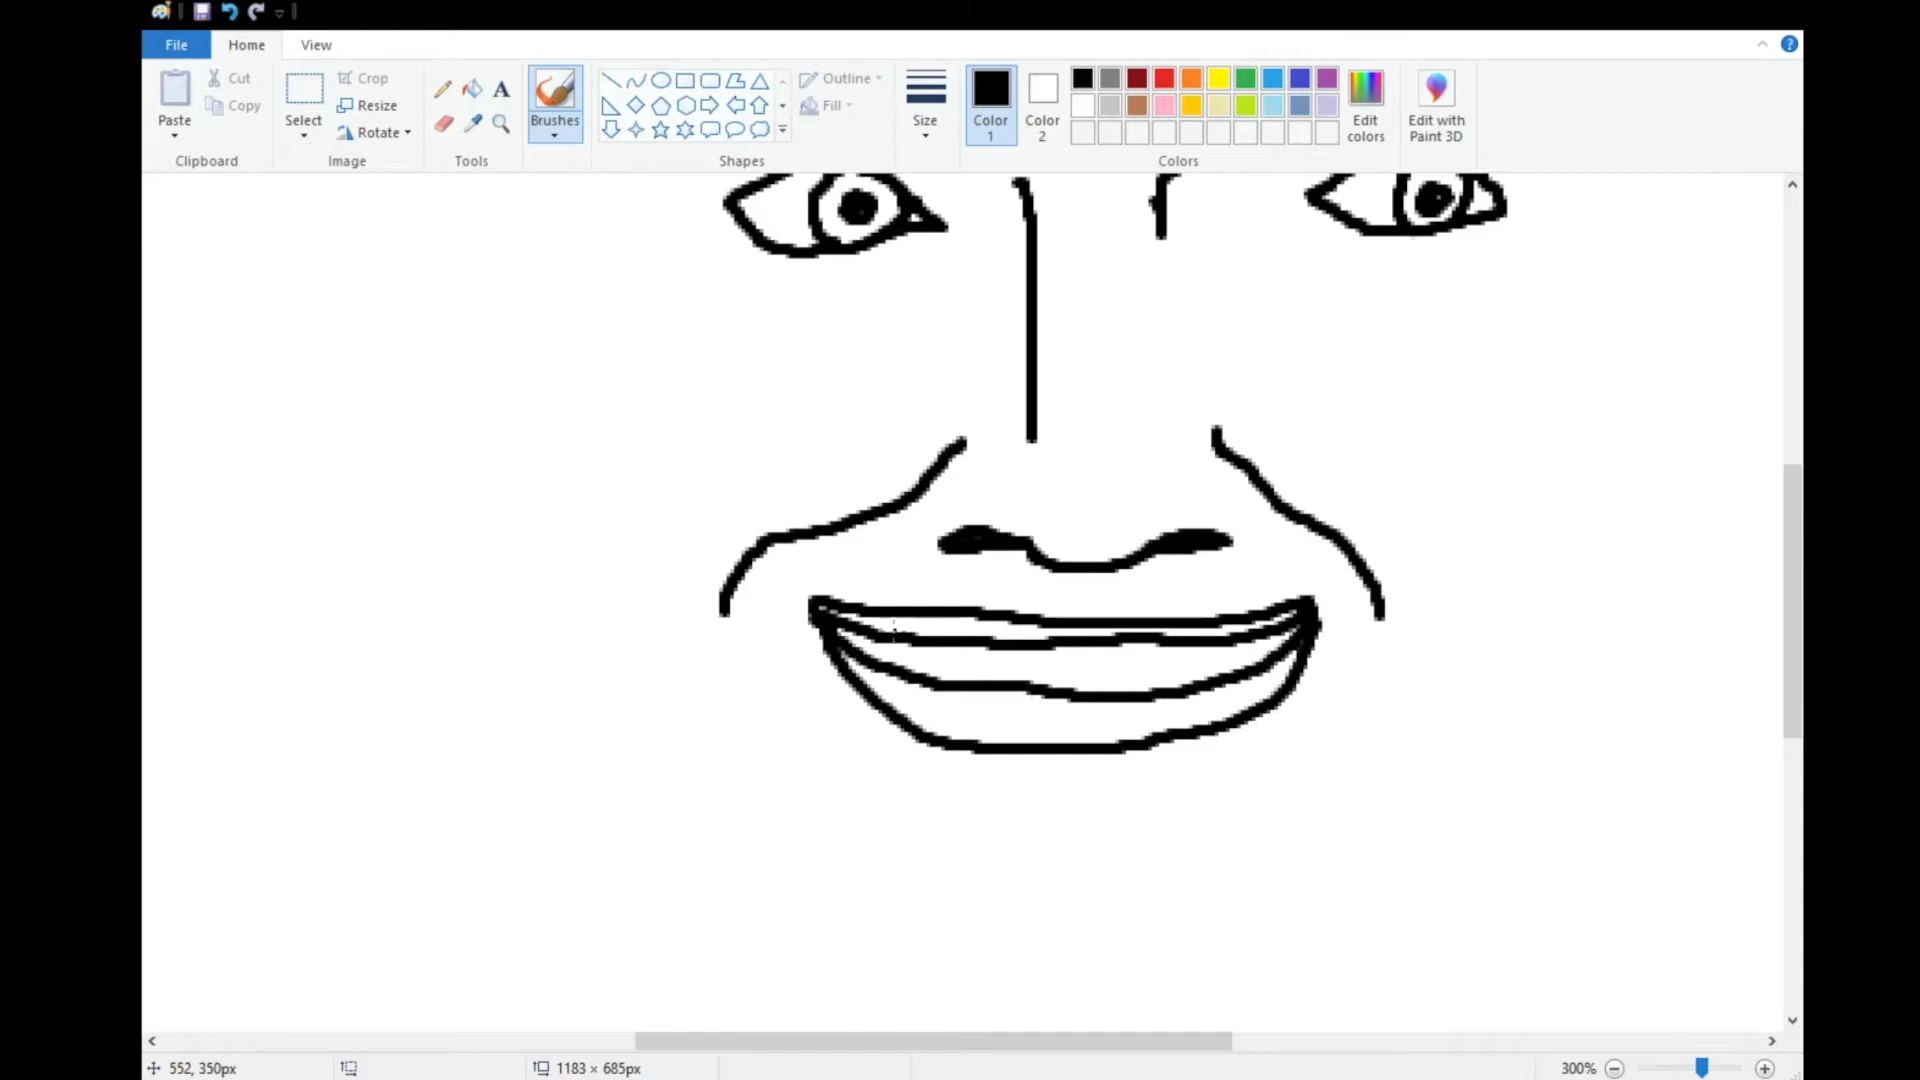 File Home View
Paste Cut Copy Select Crop Resize Rotate Brushes Outline Fill Size Color 1 Color 2 Edit colors Edit with Paint 3D
Clipboard Image Tools Shapes Colors
552, 350px 1183 × 685px 300%